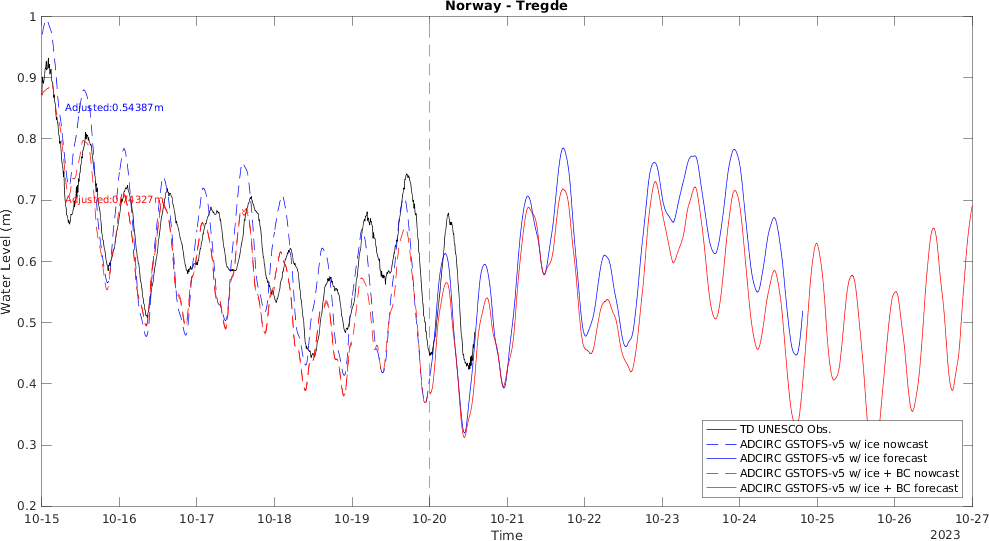 Norway - Tregde
Water Level (m)
1
0.9
0.8
0.7
0.6
0.5
0.4
0.3
0.2
Adjusted:0.54387m
Adjusted:0.74327m
TD UNESCO Obs.
ADCIRC GSTOFS-v5 w/ ice nowcast
ADCIRC GSTOFS-v5 w/ ice forecast
ADCIRC GSTOFS-v5 w/ ice + BC nowcast
ADCIRC GSTOFS-v5 w/ ice + BC forecast
10-15 10-16 10-17 10-18 10-19 10-20 10-21 10-22 10-23 10-24 10-25 10-26 10-27
Time
2023